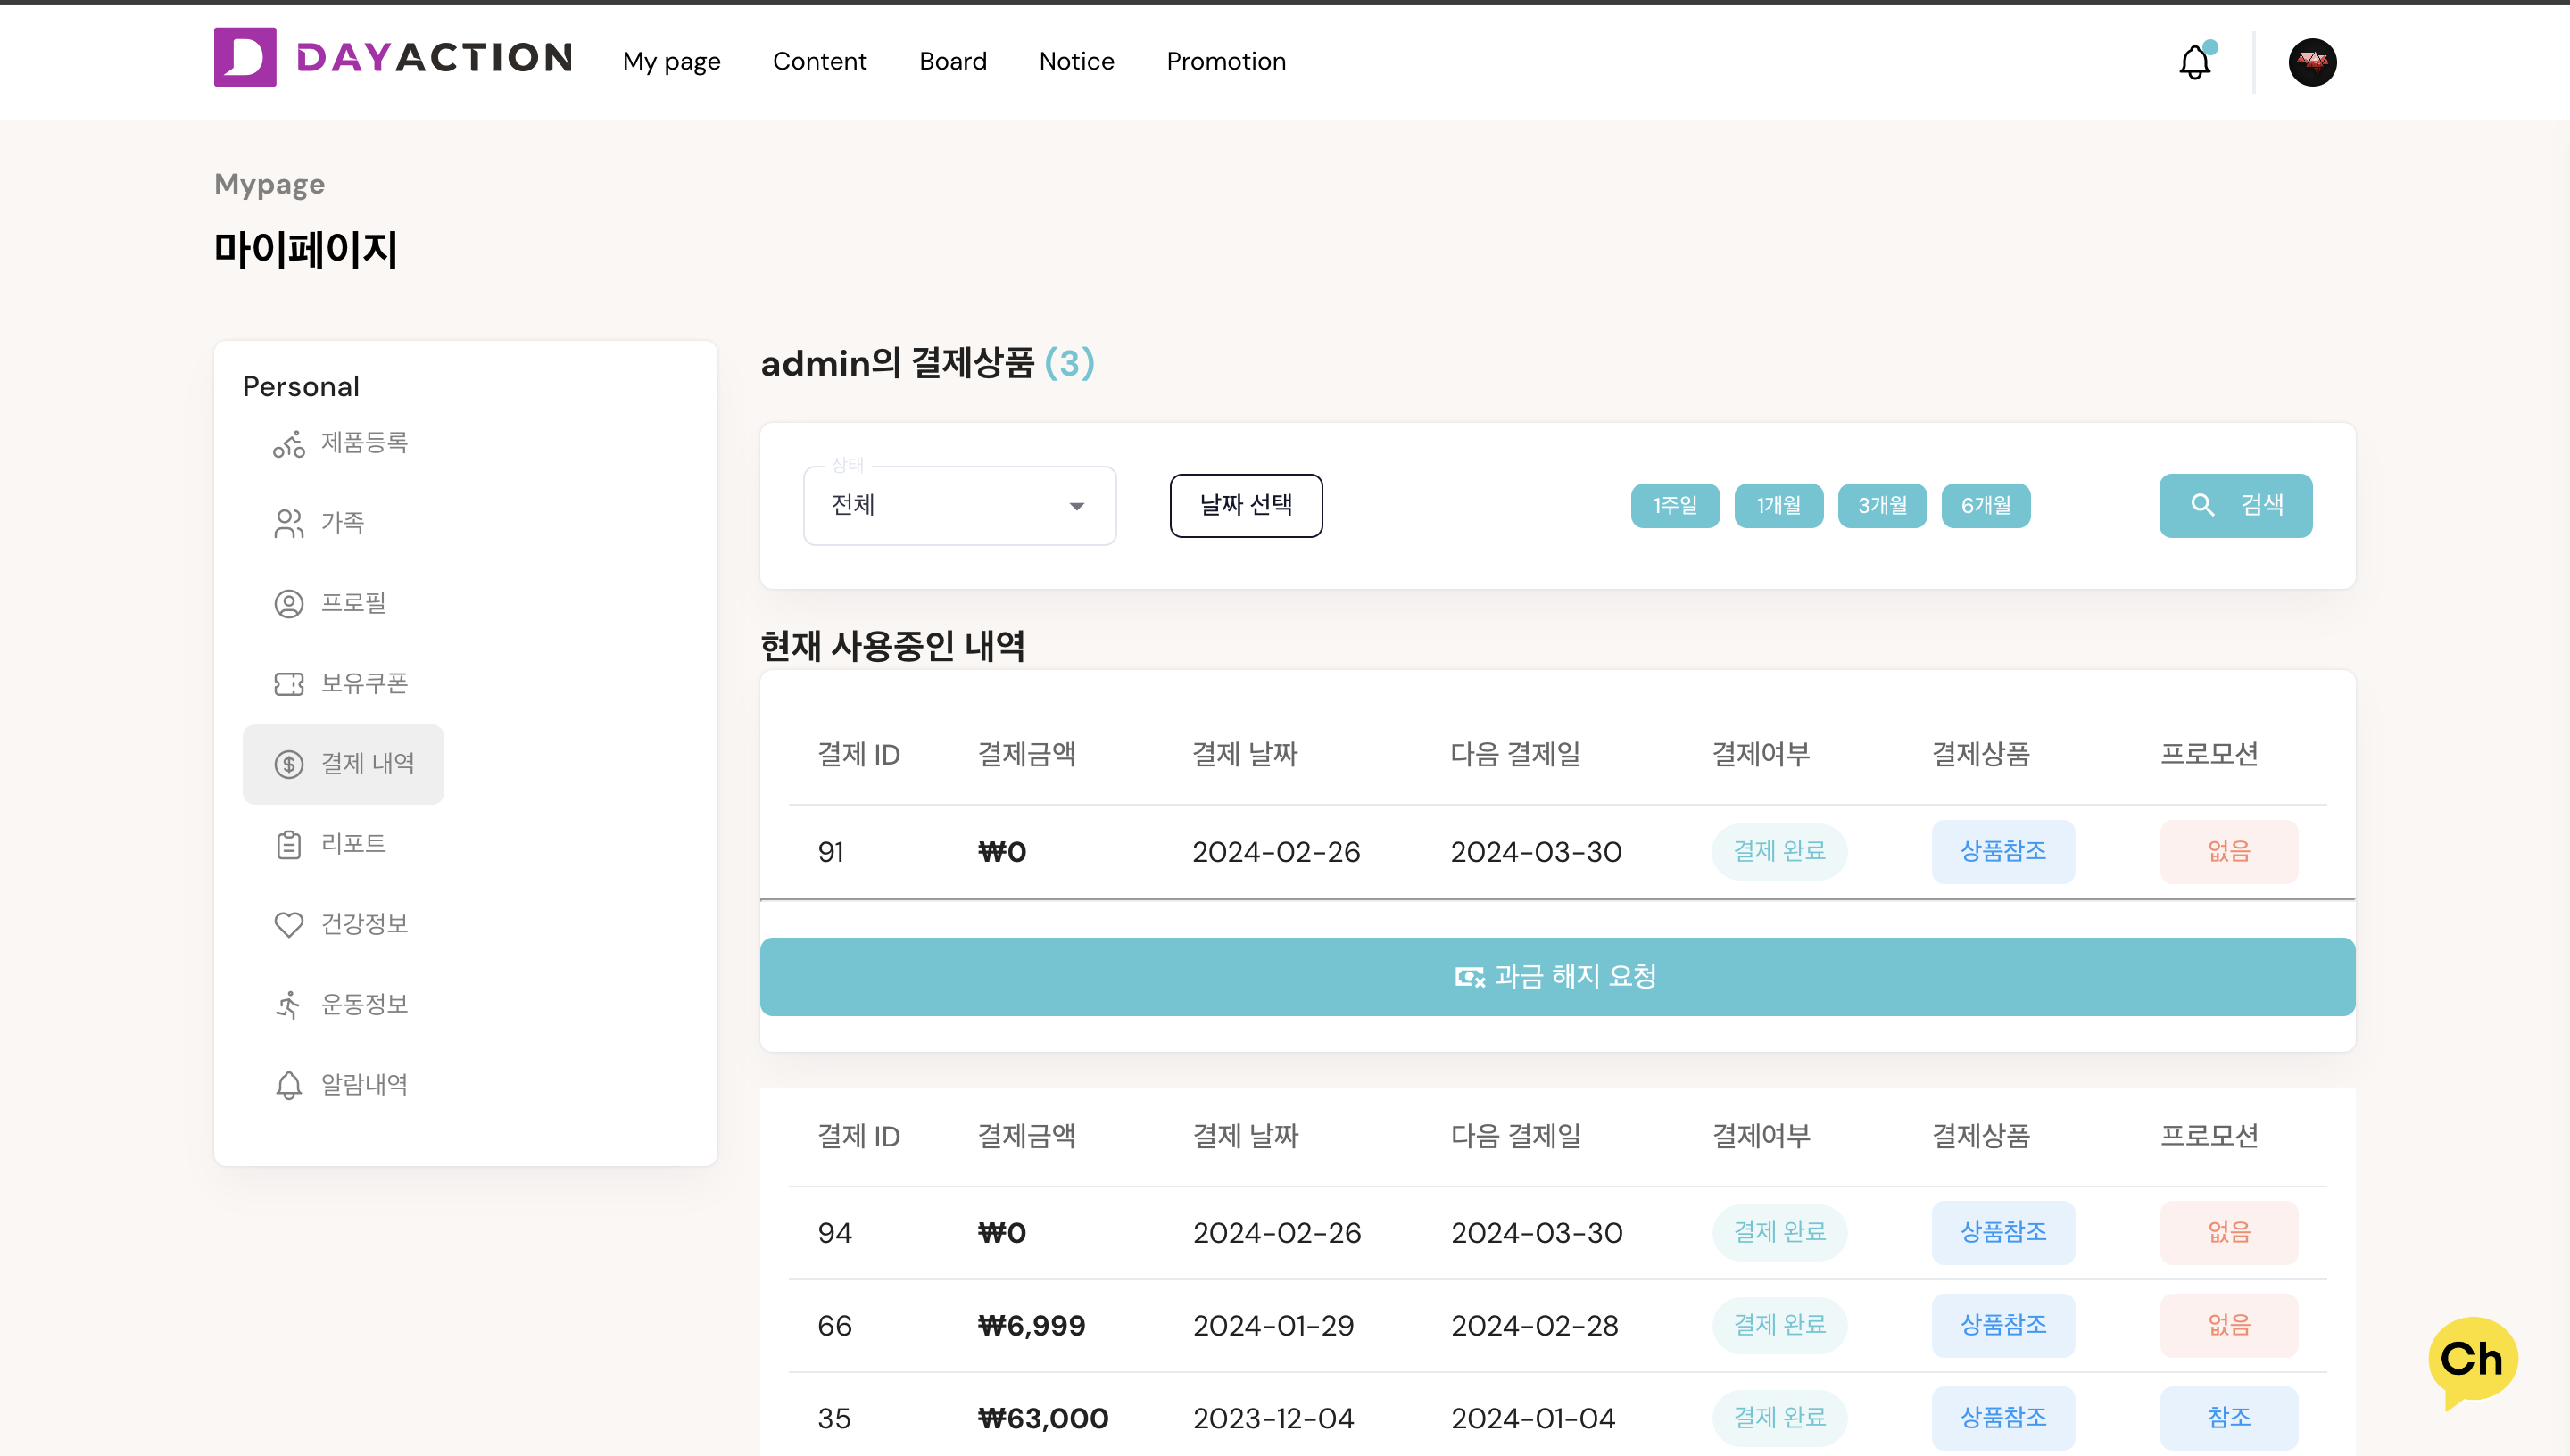 DAYACTION
My page Content Board Notice Promotion
Mypage
마이페이지
Personal
제품등록
가족
프로필
보유쿠폰
결제 내역
리포트
건강정보
운동정보
알람내역
admin의 결제상품 (3)
상태
전체 날짜 선택 1주일 1개월 3개월 6개월 검색
현재 사용중인 내역
결제 ID 결제금액 결제 날짜 다음 결제일 결제여부 결제상품 프로모션
91 ₩0 2024-02-26 2024-03-30 결제 완료 상품참조 없음
과금 해지 요청
결제 ID 결제금액 결제 날짜 다음 결제일 결제여부 결제상품 프로모션
94 ₩0 2024-02-26 2024-03-30 결제 완료 상품참조 없음
66 ₩6,999 2024-01-29 2024-02-28 결제 완료 상품참조 없음
35 ₩63,000 2023-12-04 2024-01-04 결제 완료 상품참조 참조
Ch